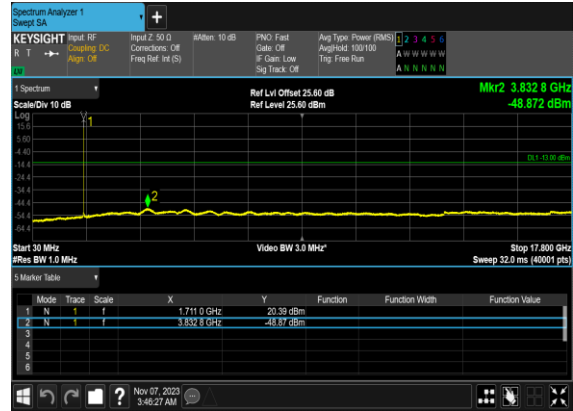 Spectrum Analyzer 1
Swept SA
+
KEYSIGHT Input: RF Input Z: 50 Ω #Atten: 10 dB PNO: Fast Avg Type: Power (RMS) 1 2 3 4 5 6
R T Coupling: DC Corrections: Off Gate: Off Avg|Hold: 100/100 A W W W W W
Align: Off Freq Ref: Int (S) IF Gain: Low Trig: Free Run
Sig Track: Off A N N N N N
LXI
1 Spectrum Ref Lvl Offset 25.60 dB Mkr2 3.832 8 GHz
Scale/Div 10 dB Ref Level 25.60 dBm -48.872 dBm
Log
15.6
1
5.60
-4.40
DL1 -13.00 dBm
-14.4
-24.4
-34.4
2
-44.4
-54.4
-64.4
Start 30 MHz Video BW 3.0 MHz* Stop 17.800 GHz
#Res BW 1.0 MHz Sweep 32.0 ms (40001 pts)
5 Marker Table
Mode Trace Scale X Y Function Function Width Function Value
1 N 1 f 1.711 0 GHz 20.39 dBm
2 N 1 f 3.832 8 GHz -48.87 dBm
3
4
5
6
? Nov 07, 2023
3:46:27 AM